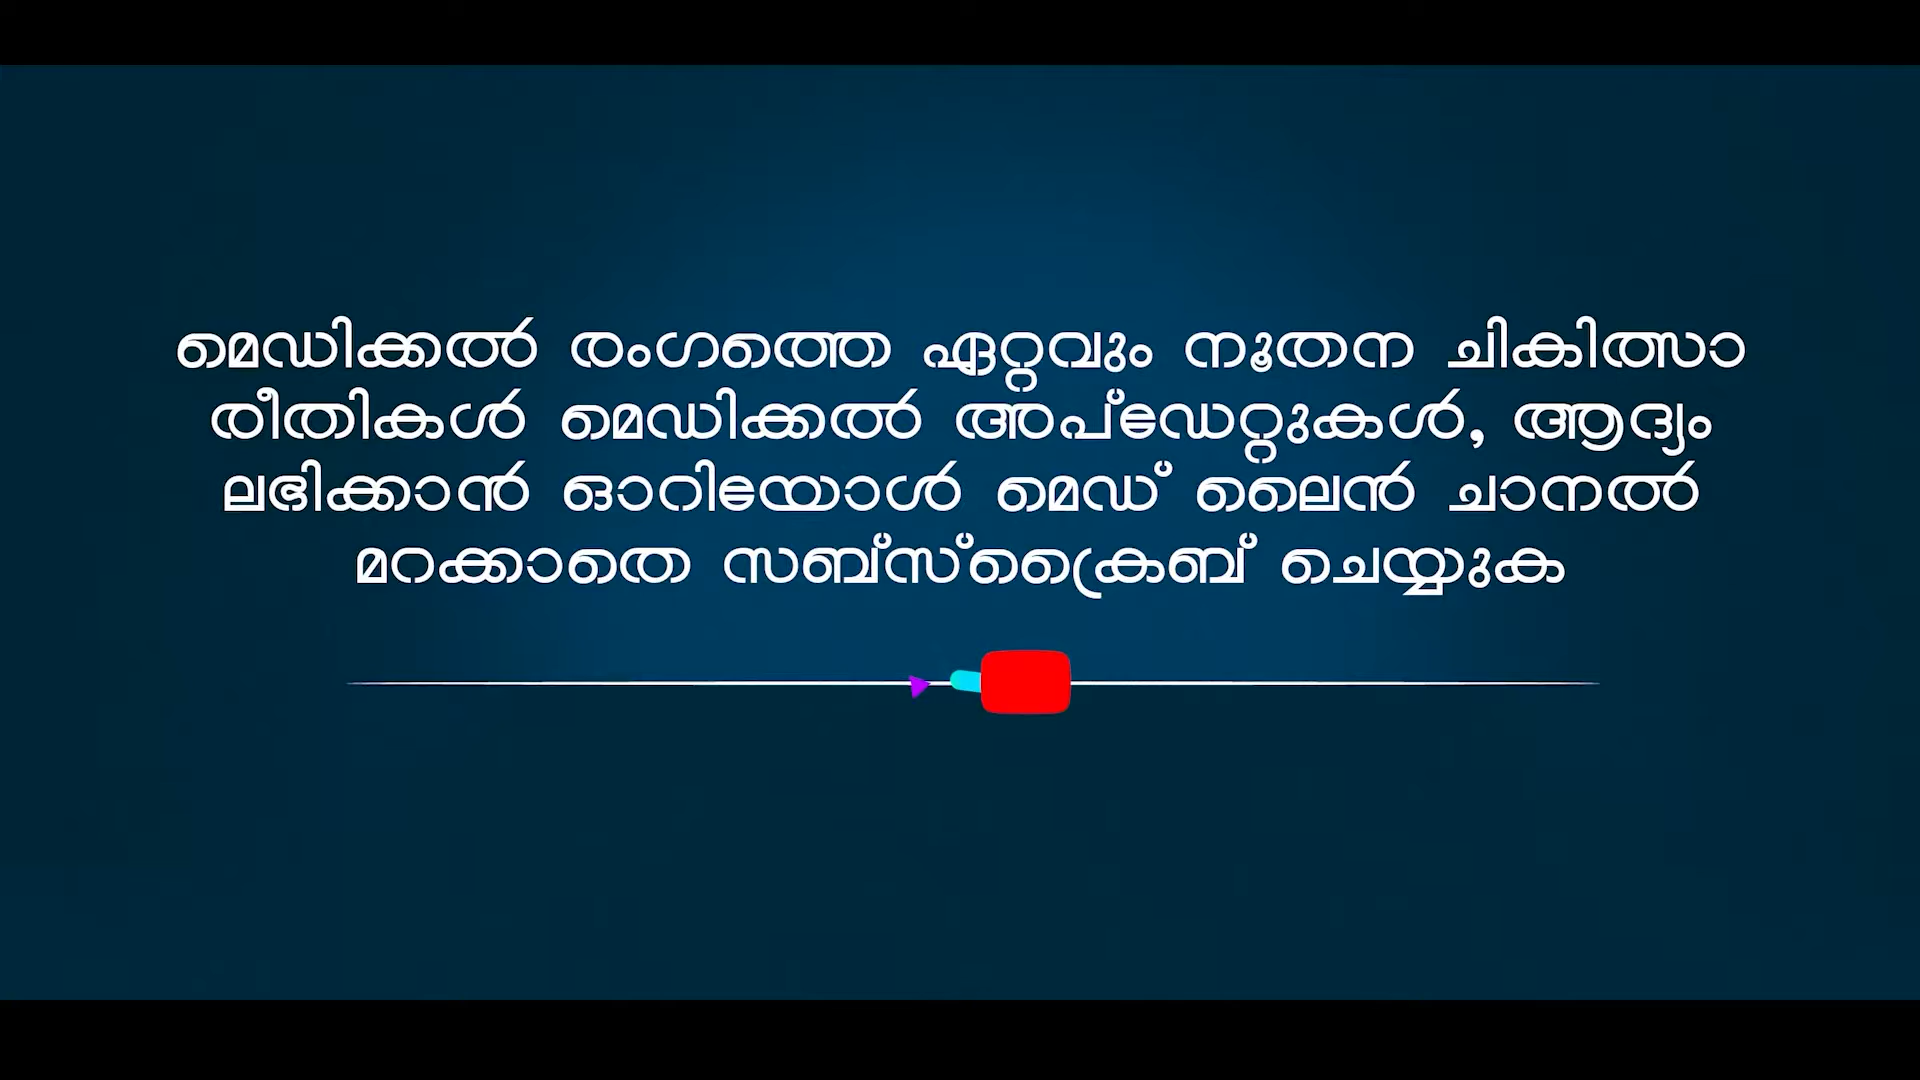 മെഡിക്കൽ രംഗത്തെ ഏറ്റവും നൂതന ചികിത്സാ
രീതികൾ മെഡിക്കൽ അപ്ഡേറ്റുകൾ, ആദ്യം
ലഭിക്കാൻ ഓറിയോൾ മെഡ് ലൈൻ ചാനൽ
മറക്കാതെ സബ്സ്ക്രൈബ് ചെയ്യുക